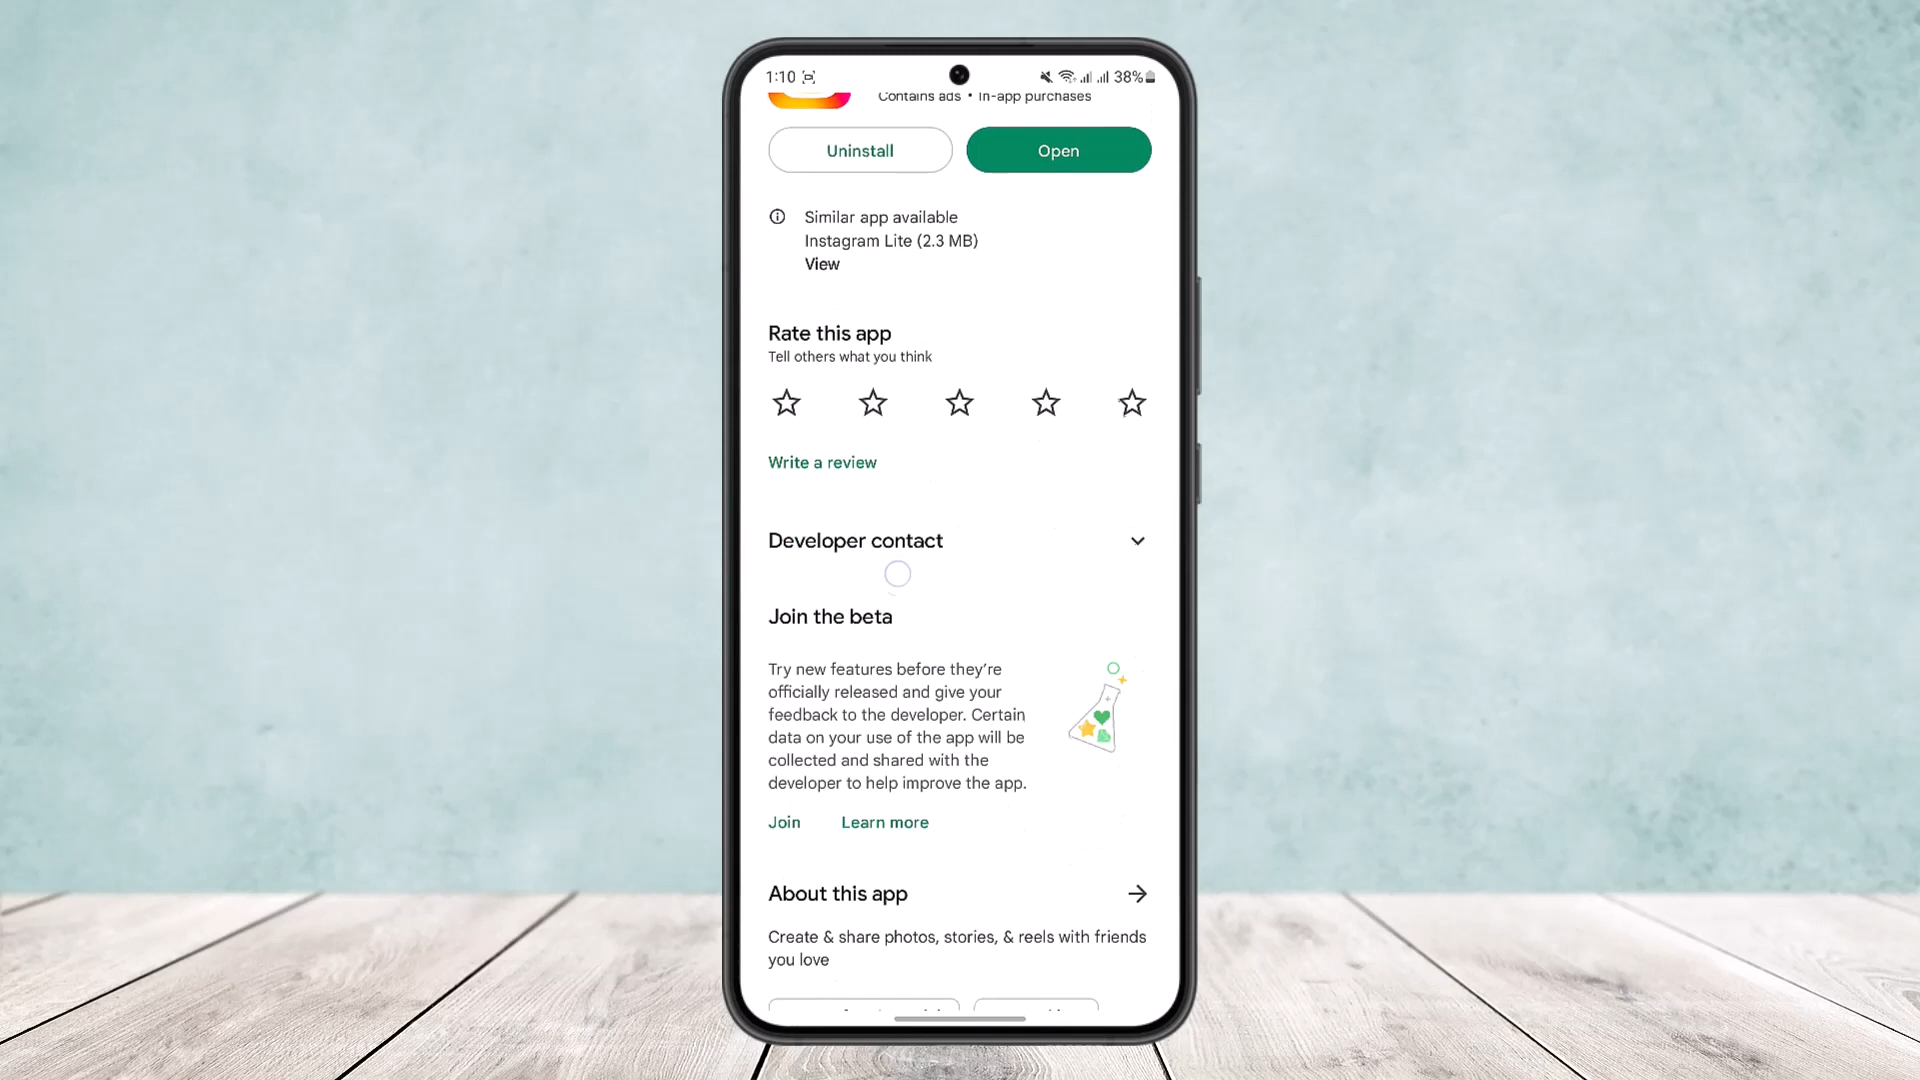 1:10 38%
Contains ads • In-app purchases
Uninstall Open
Similar app available
Instagram Lite (2.3 MB)
View
Rate this app
Tell others what you think
Write a review
Developer contact
Join the beta
Try new features before they're
officially released and give your
feedback to the developer. Certain
data on your use of the app will be
collected and shared with the
developer to help improve the app.
Join Learn more
About this app
Create & share photos, stories, & reels with friends
you love